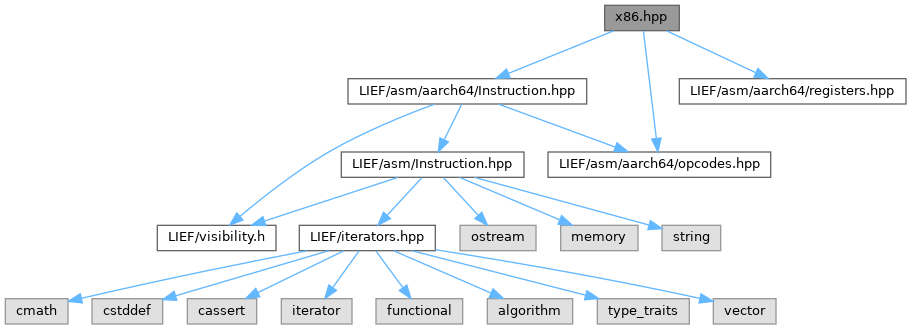 x86.hpp
LIEF/asm/aarch64/Instruction.hpp
LIEF/asm/aarch64/registers.hpp
LIEF/asm/Instruction.hpp
LIEF/asm/aarch64/opcodes.hpp
LIEF/visibility.h
LIEF/iterators.hpp
ostream
memory
string
cmath
cstddef
cassert
iterator
functional
algorithm
type_traits
vector